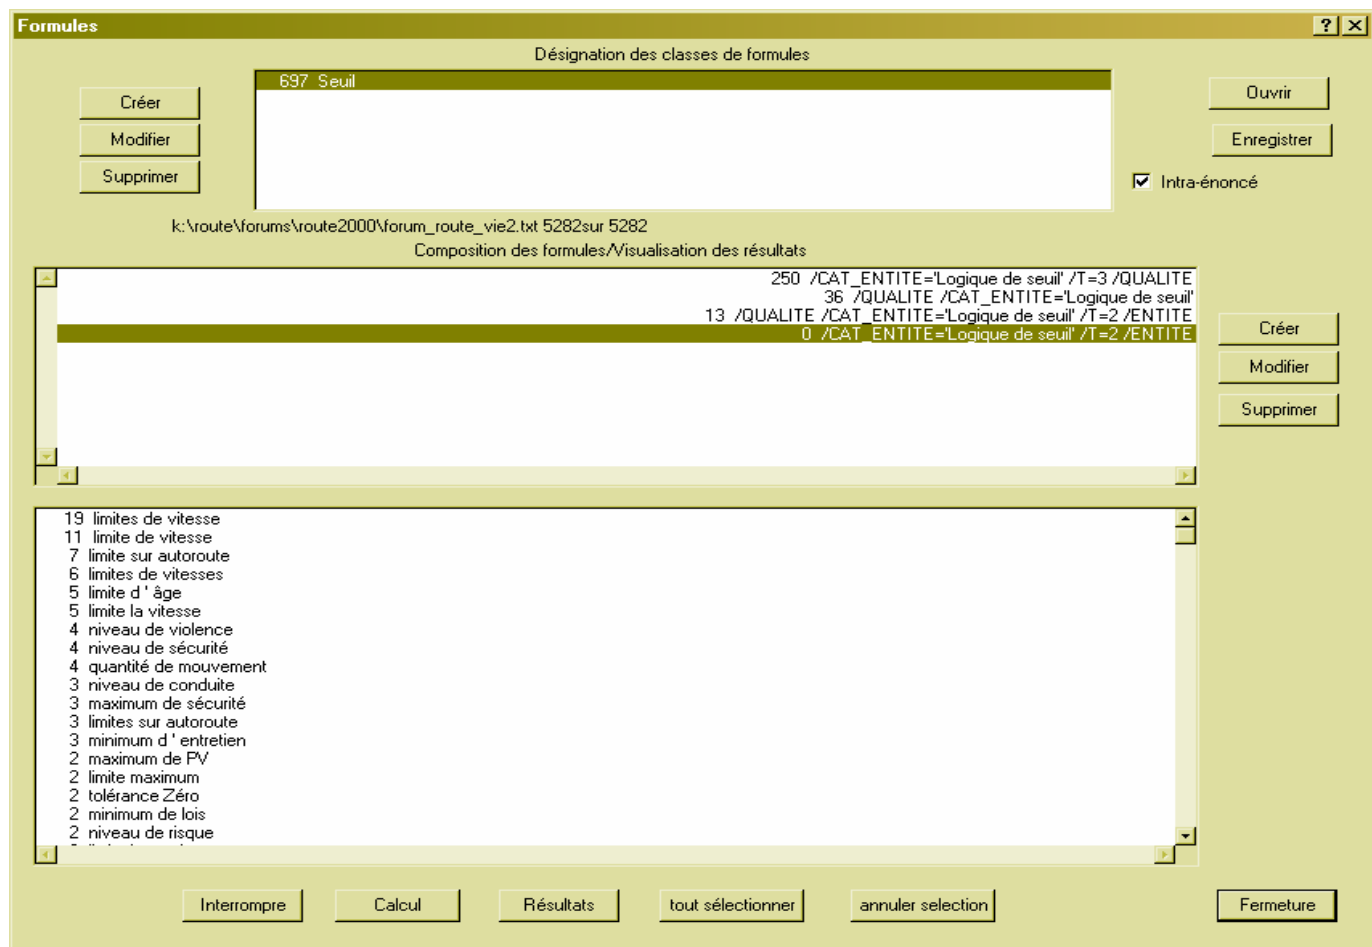 Formules
Désignation des classes de formules
697 Seuil
Créer
Modifier
Supprimer
Ouvrir
Enregistrer
Intra-énoncé
k:\route\forums\route2000\forum_route_vie2.txt 5282sur 5282
Composition des formules/Visualisation des résultats
250 /CAT_ENTITE='Logique de seuil' /T=3 /QUALITE
36 /QUALITE /CAT_ENTITE='Logique de seuil'
13 /QUALITE /CAT_ENTITE='Logique de seuil' /T=2 /ENTITE
0 /CAT_ENTITE='Logique de seuil' /T=2 /ENTITE
Créer
Modifier
Supprimer
19 limites de vitesse
11 limite de vitesse
7 limite sur autoroute
6 limites de vitesses
5 limite d ' âge
5 limite la vitesse
4 niveau de violence
4 niveau de sécurité
4 quantité de mouvement
3 niveau de conduite
3 maximum de sécurité
3 limites sur autoroute
3 minimum d ' entretien
2 maximum de PV
2 limite maximum
2 tolérance Zéro
2 minimum de lois
2 niveau de risque
Interrompre
Calcul
Résultats
tout sélectionner
annuler selection
Fermeture